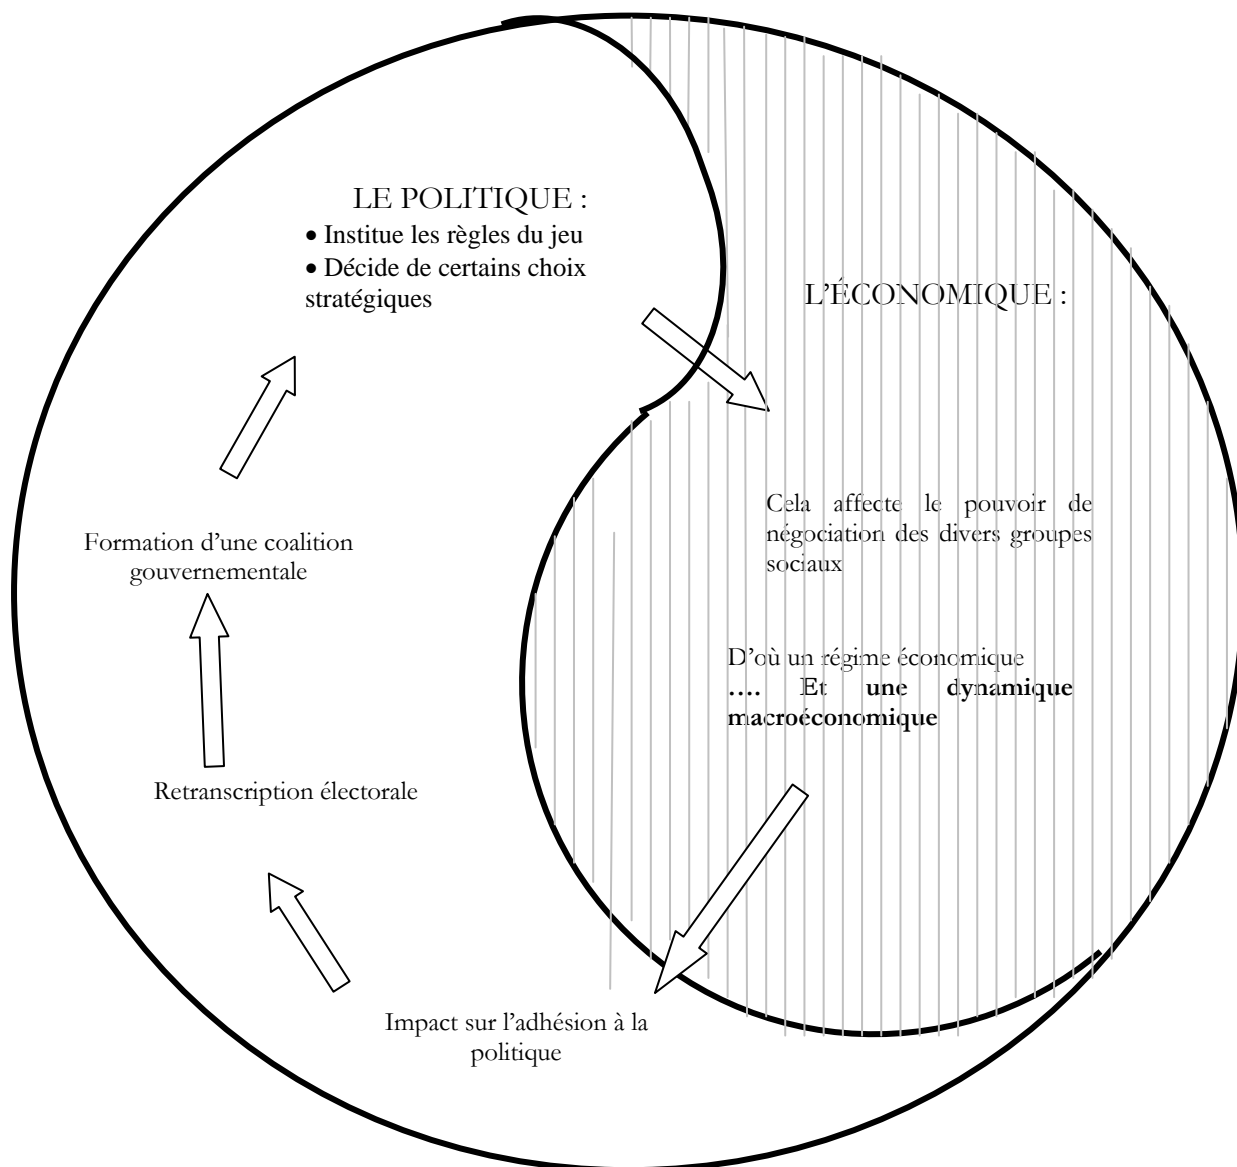 LE POLITIQUE :
• Institue les règles du jeu
• Décide de certains choix
stratégiques
L’ÉCONOMIQUE :
Cela affecte le pouvoir de
négociation des divers groupes
sociaux
Formation d’une coalition
gouvernementale
D’où un régime économique
…. Et une dynamique
macroéconomique
Retranscription électorale
Impact sur l’adhésion à la
politique